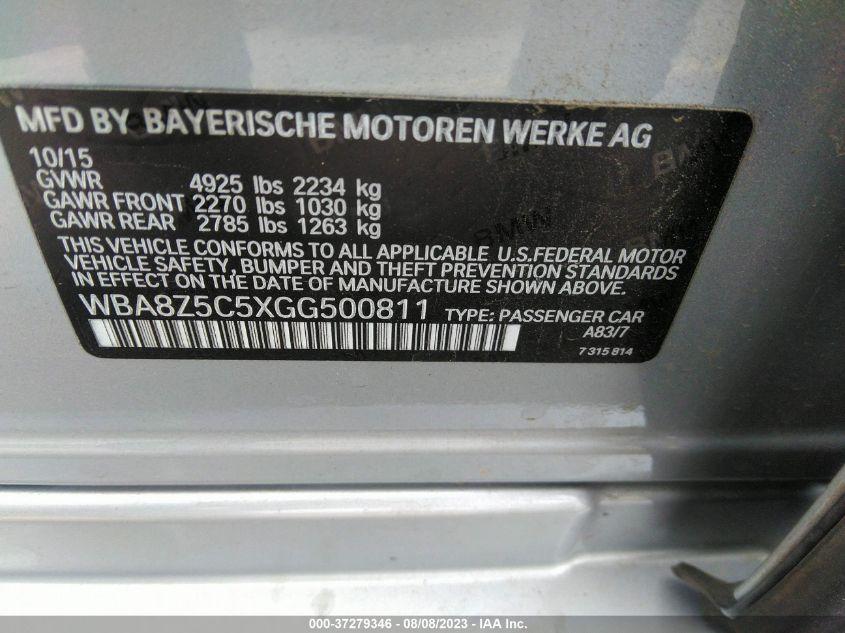 MFD BY BAYERISCHE MOTOREN WERKE AG
10/15
GVWR 4925 lbs 2234 kg
GAWR FRONT 2270 lbs 1030 kg
GAWR REAR 2785 lbs 1263 kg
THIS VEHICLE CONFORMS TO ALL APPLICABLE U.S.FEDERAL MOTOR
VEHICLE SAFETY, BUMPER AND THEFT PREVENTION STANDARDS
IN EFFECT ON THE DATE OF MANUFACTURE SHOWN ABOVE.
WBA8Z5C5XGG500811 TYPE: PASSENGER CAR
A83/7
7 315 814
BMW
BMW
000-37279346 - 08/08/2023 - IAA Inc.